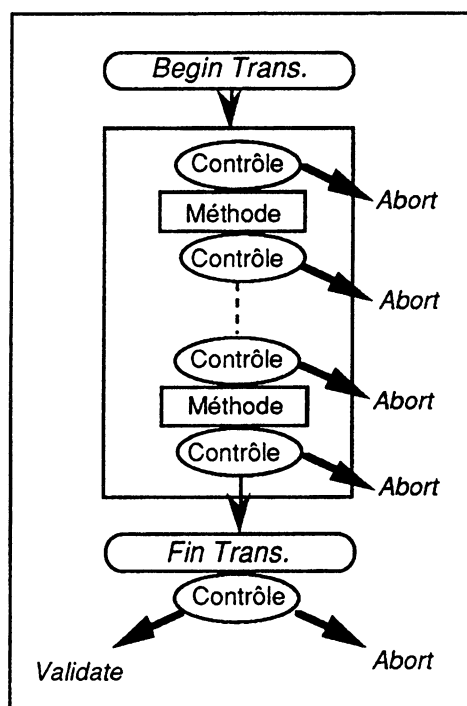 Begin Trans.
Contrôle
Abort
Méthode
Contrôle
Abort
Contrôle
Abort
Méthode
Contrôle
Abort
Fin Trans.
Contrôle
Validate
Abort